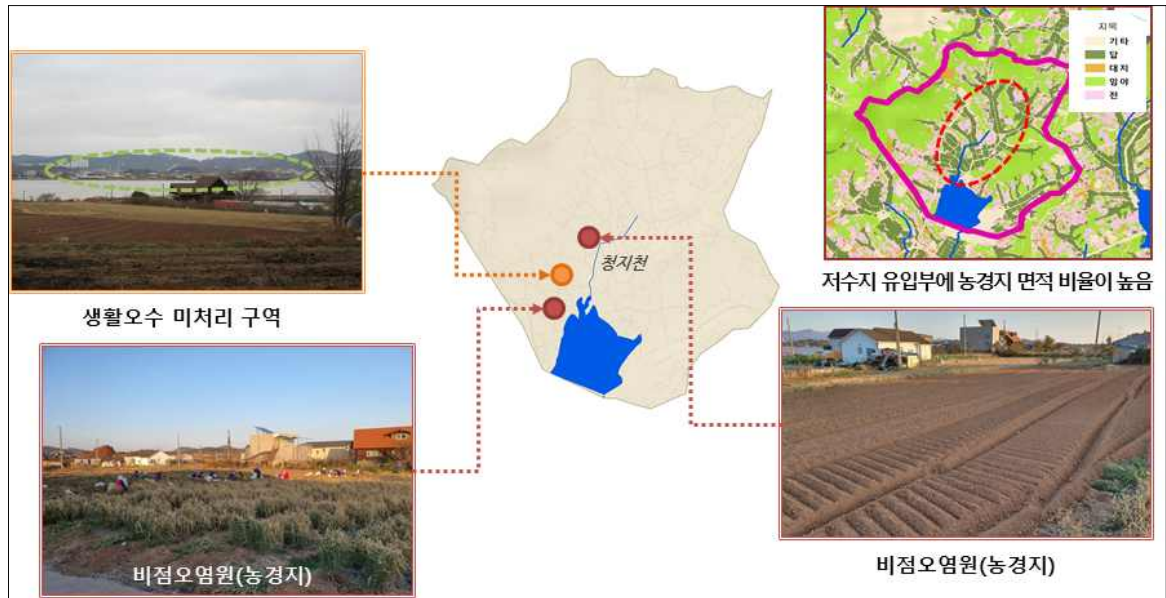 지목
기타
답
대지
임야
전
청지천
저수지 유입부에 농경지 면적 비율이 높음
생활오수 미처리 구역
비점오염원(농경지)
비점오염원(농경지)